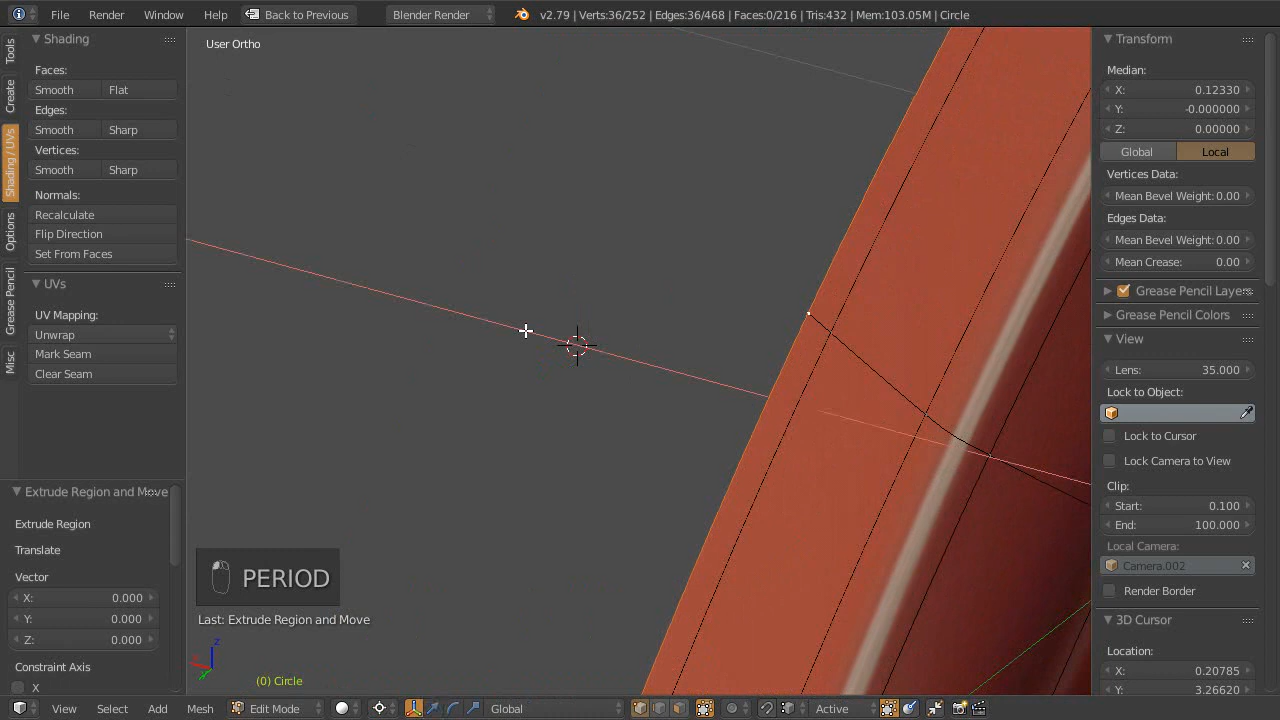 File Render Window Help Back to Previous Blender Render v2.79 | Verts:36/252 | Edges:36/468 | Faces:0/216 | Tris:432 | Mem:103.05M | Circle
Tools
Create
Shading / UVs
Options
Grease Pencil
Misc
Shading
Faces:
Smooth Flat
Edges:
Smooth Sharp
Vertices:
Smooth Sharp
Normals:
Recalculate
Flip Direction
Set From Faces
UVs
UV Mapping:
Unwrap
Mark Seam
Clear Seam
Extrude Region and Move
Extrude Region
Translate
Vector
X: 0.000
Y: 0.000
Z: 0.000
Constraint Axis
X
User Ortho
PERIOD
Last: Extrude Region and Move
z
(0) Circle
Transform
Median:
X: 0.12330
Y: -0.000000
Z: 0.00000
Global Local
Vertices Data:
Mean Bevel Weight: 0.00
Edges Data:
Mean Bevel Weight: 0.00
Mean Crease: 0.00
Grease Pencil Layers
Grease Pencil Colors
View
Lens: 35.000
Lock to Object:
Lock to Cursor
Lock Camera to View
Clip:
Start: 0.100
End: 100.000
Local Camera:
Camera.002
Render Border
3D Cursor
Location:
X: 0.20785
Y: 3.26620
View Select Add Mesh Edit Mode Global Active